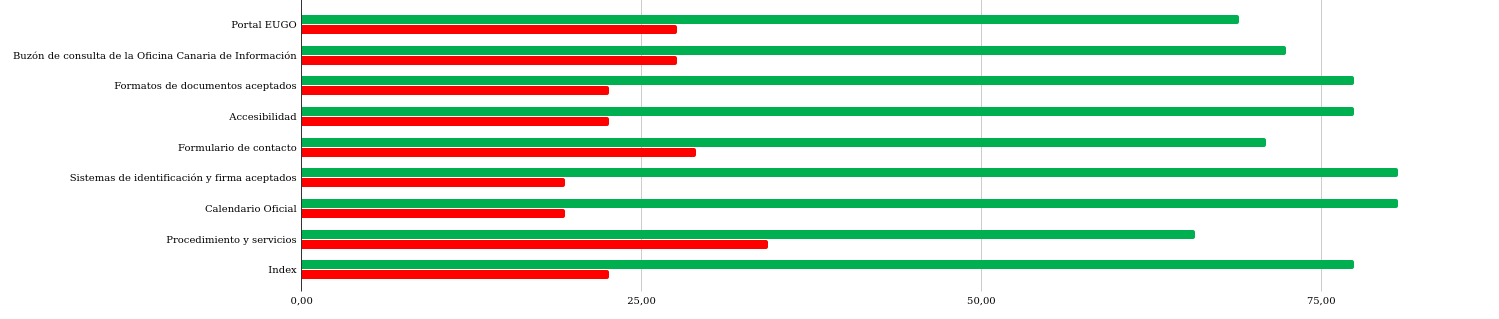 Portal EUGO
Buzón de consulta de la Oficina Canaria de Información
Formatos de documentos aceptados
Accesibilidad
Formulario de contacto
Sistemas de identificación y firma aceptados
Calendario Oficial
Procedimiento y servicios
Index
0,00 25,00 50,00 75,00